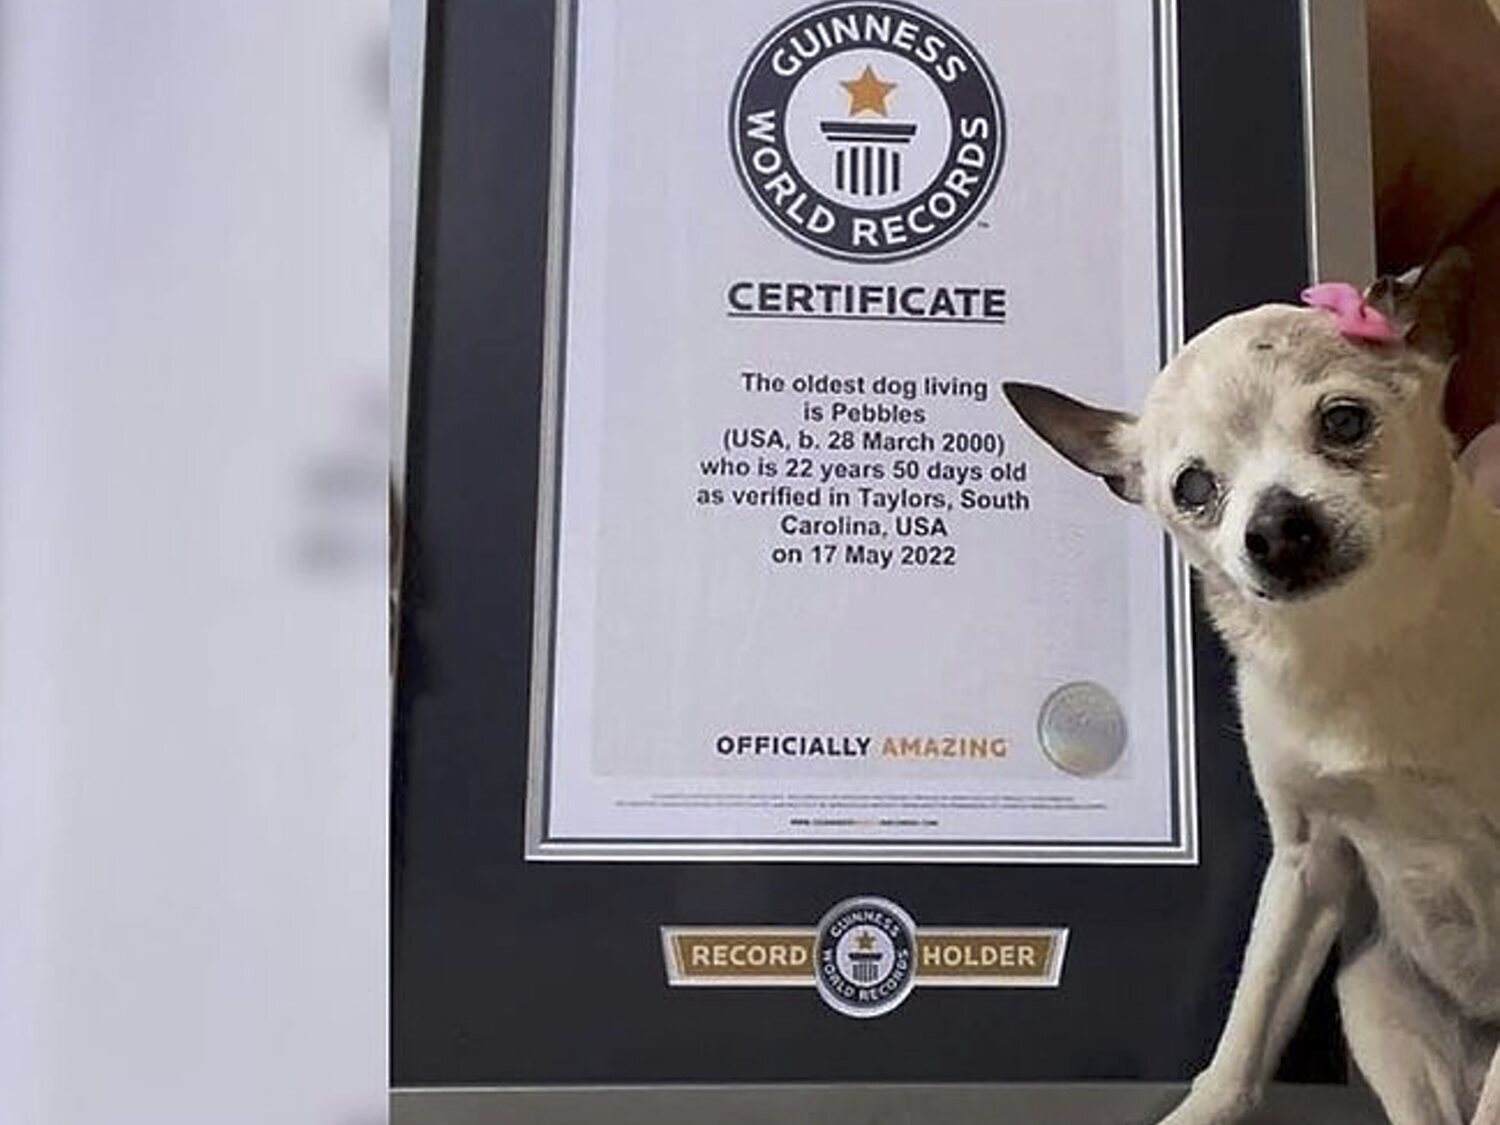 GUINNESS
WORLD RECORDS
™
CERTIFICATE
The oldest dog living
is Pebbles
(USA, b. 28 March 2000)
who is 22 years 50 days old
as verified in Taylors, South
Carolina, USA
on 17 May 2022
OFFICIALLY AMAZING
RECORD
GUINNESS
WORLD RECORDS
HOLDER